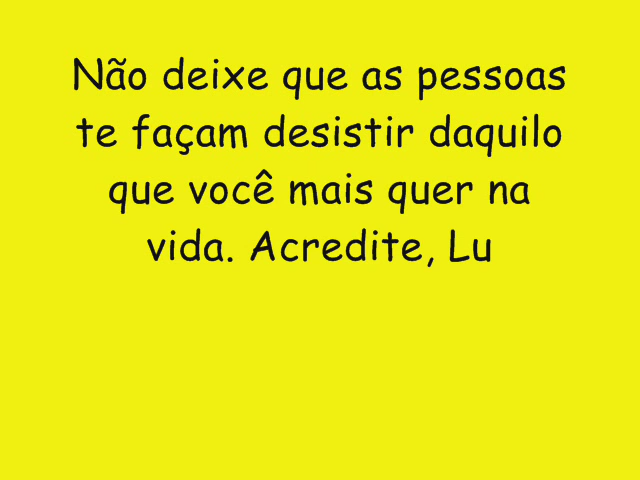 Não deixe que as pessoas
te façam desistir daquilo
que você mais quer na
vida. Acredite, Lu